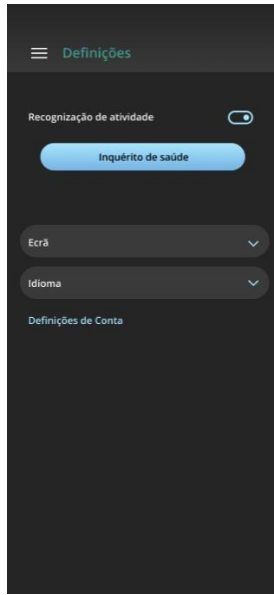 Definições
Recognização de atividade
Inquérito de saúde
Ecrã
Idioma
Definições de Conta